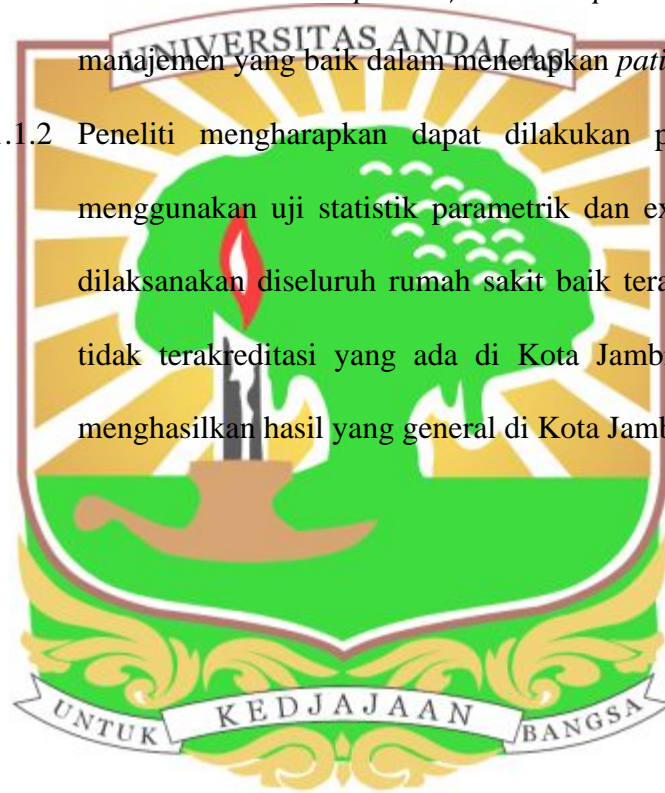 UNIVERSITAS ANDALAS
manajemen yang baik dalam menerapkan
.1.2 Peneliti mengharapkan dapat dilakukan
menggunakan uji statistik parametrik dan
dilaksanakan diseluruh rumah sakit baik
tidak terakreditasi yang ada di Kota
menghasilkan hasil yang general di Kota
UNTUK KEDJAJAAN BANGSA